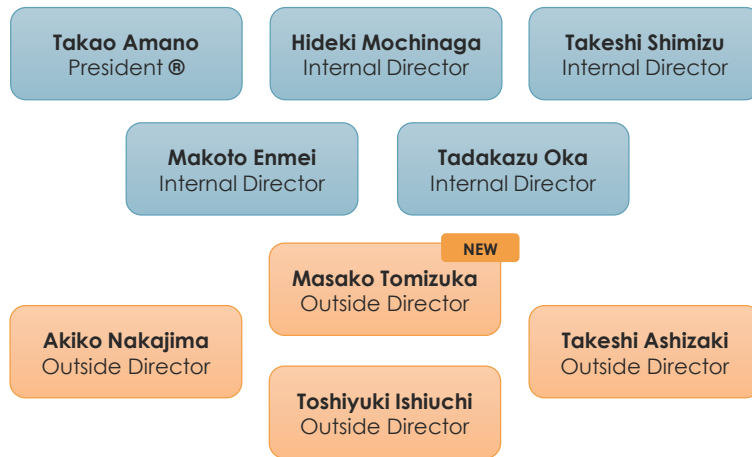 Takao Amano
President ®
Hideki Mochinaga
Internal Director
Takeshi Shimizu
Internal Director
Makoto Enmei
Internal Director
Tadakazu Oka
Internal Director
NEW
Masako Tomizuka
Outside Director
Akiko Nakajima
Outside Director
Takeshi Ashizaki
Outside Director
Toshiyuki Ishiuchi
Outside Director